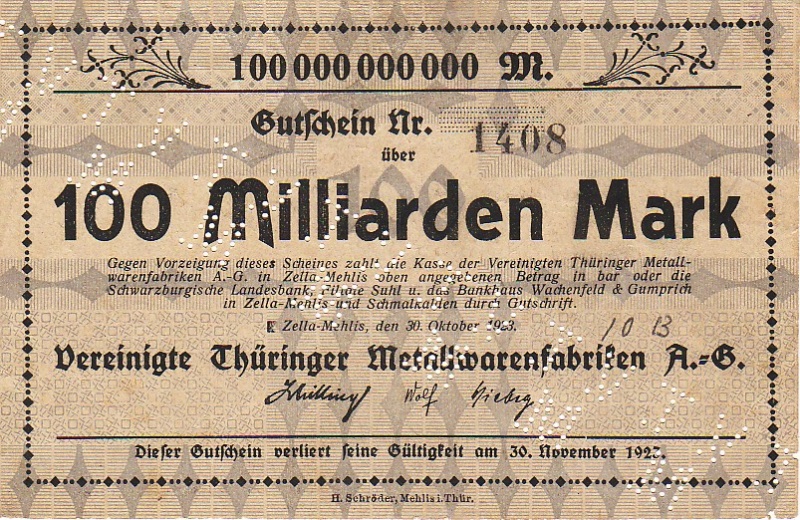 100 000 000 000 M.
Gutschein Nr. 1408
über
100 Milliarden Mark
Gegen Vorzeigung dieses Scheines zahlt die Kasse der Vereinigten Thüringer Metall-
warenfabriken A.-G. in Zella-Mehlis oben angegebenen Betrag in bar oder die
Schwarzburgische Landesbank, Filiale Suhl u. das Bankhaus Wachenfeld & Gumprich
in Zella-Mehlis und Schmalkalden durch Gutschrift.
Zella-Mehlis, den 30. Oktober 1923.
10 B
Vereinigte Thüringer Metallwarenfabriken A.-G.
Wolf
Dieser Gutschein verliert seine Gültigkeit am 30. November 1923.
H. Schröder, Mehlis i. Thür.